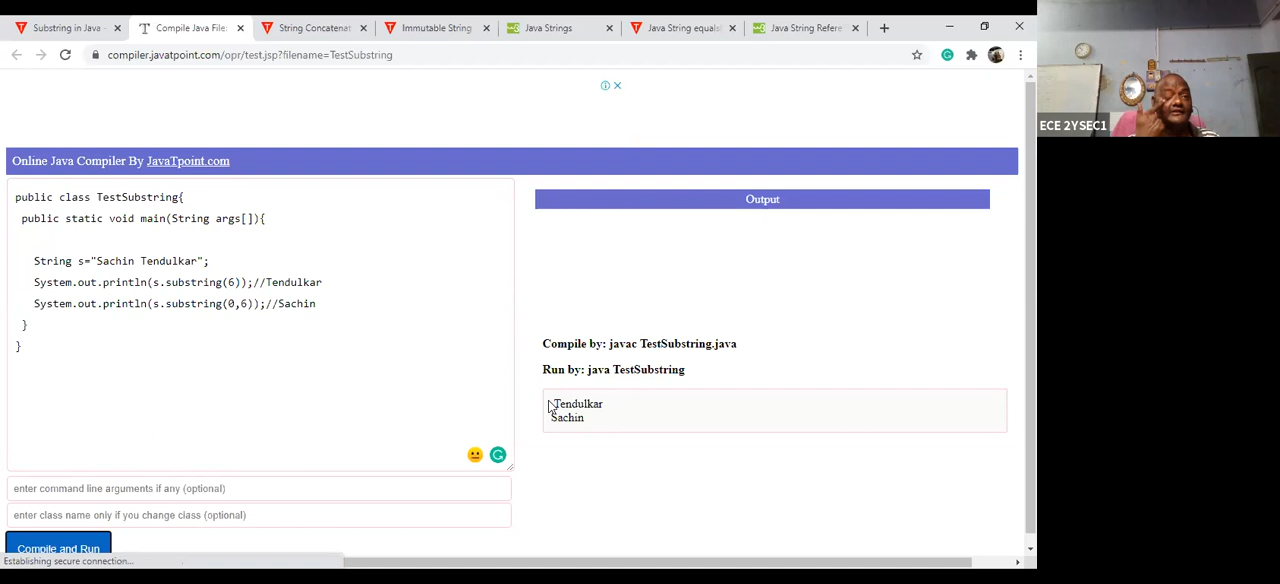 Substring in Java -
Compile Java File:
String Concatenat
Immutable String
Java Strings
Java String equals
Java String Refere
compiler.javatpoint.com/opr/test.jsp?filename=TestSubstring
ECE 2YSEC1
Online Java Compiler By JavaTpoint.com
public class TestSubstring{
public static void main(String args[]){
String s="Sachin Tendulkar";
System.out.println(s.substring(6));//Tendulkar
System.out.println(s.substring(0,6));//Sachin
}
}
enter command line arguments if any (optional)
enter class name only if you change class (optional)
Compile and Run
Establishing secure connection...
Output
Compile by: javac TestSubstring.java
Run by: java TestSubstring
Tendulkar
Sachin